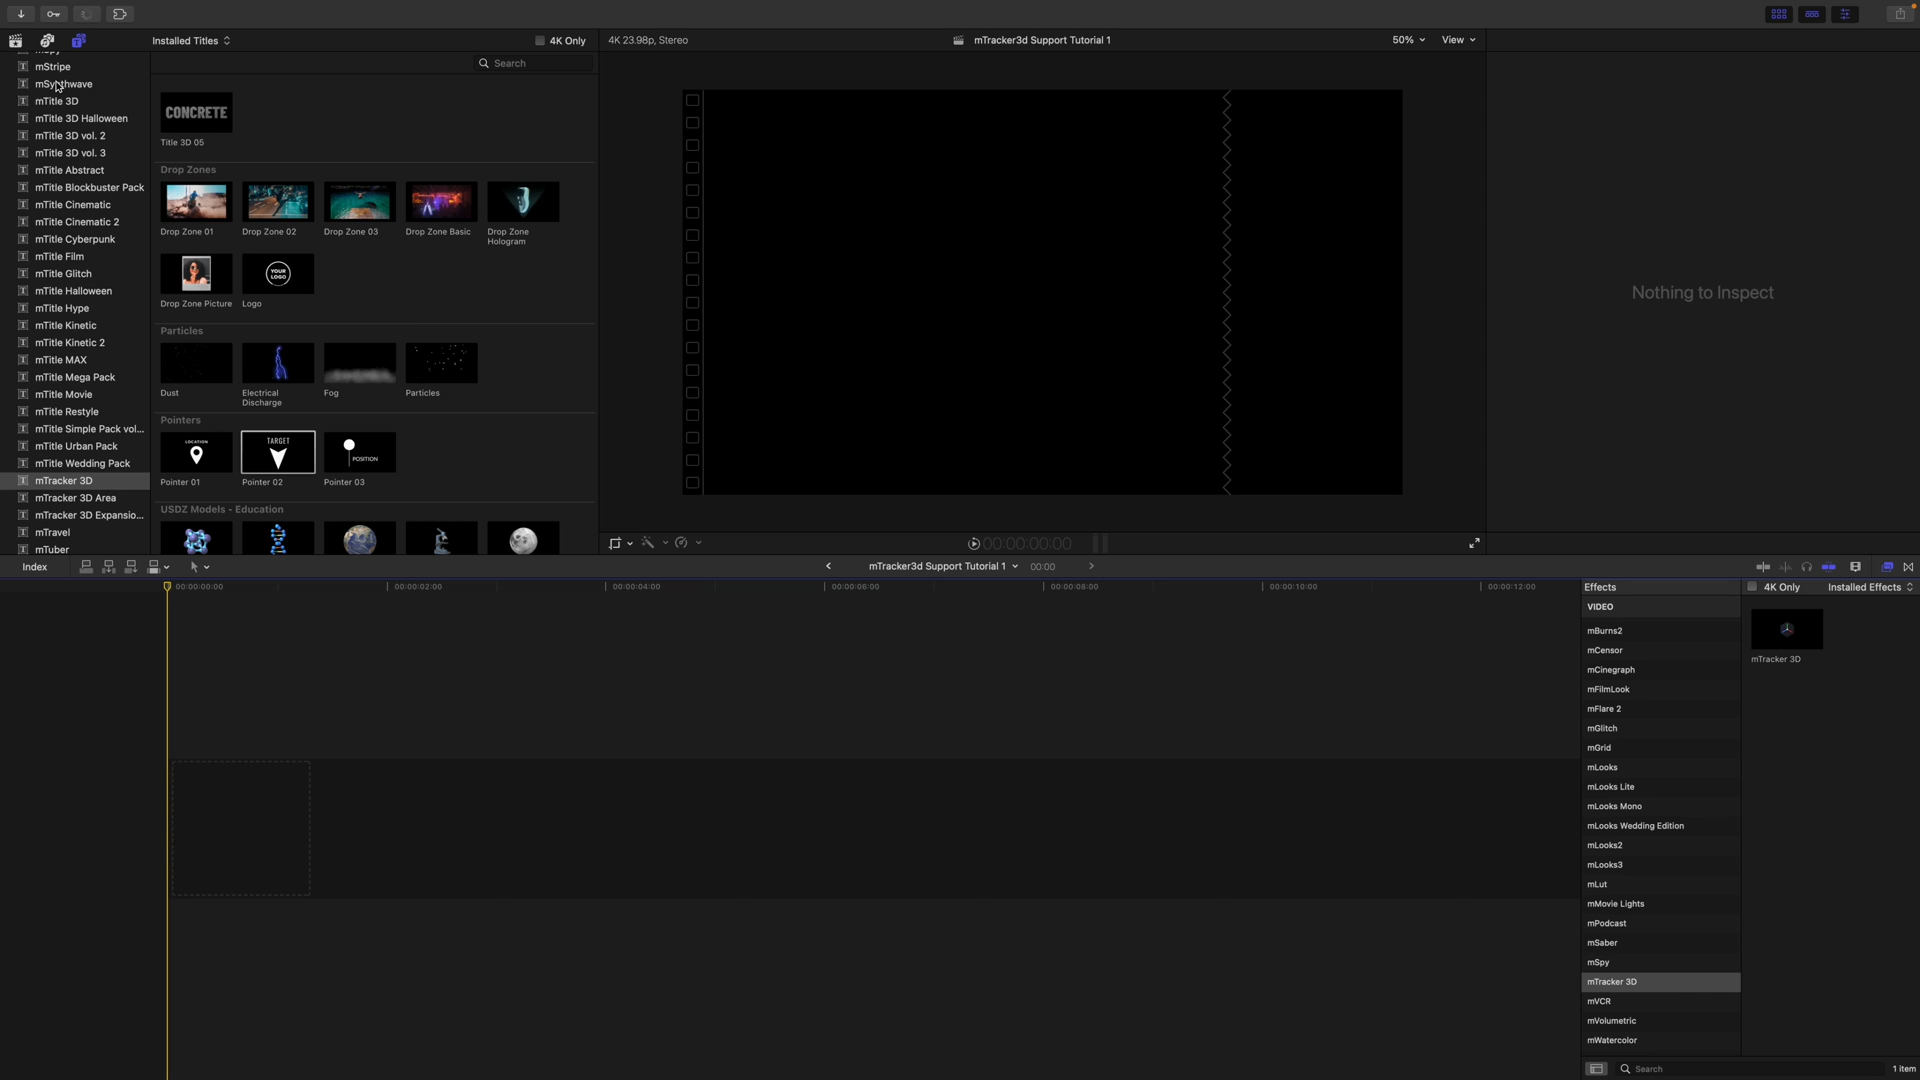 Installed Titles
4K Only
4K 23.98p, Stereo
mTracker3d Support Tutorial 1
50%
View
Search
mStripe
mSynthwave
mTitle 3D
mTitle 3D Halloween
mTitle 3D vol. 2
mTitle 3D vol. 3
mTitle Abstract
mTitle Blockbuster Pack
mTitle Cinematic
mTitle Cinematic 2
mTitle Cyberpunk
mTitle Film
mTitle Glitch
mTitle Halloween
mTitle Hype
mTitle Kinetic
mTitle Kinetic 2
mTitle MAX
mTitle Mega Pack
mTitle Movie
mTitle Restyle
mTitle Simple Pack vol...
mTitle Urban Pack
mTitle Wedding Pack
mTracker 3D
mTracker 3D Area
mTracker 3D Expansio...
mTravel
mTuber
CONCRETE
Title 3D 05
Drop Zones
Drop Zone 01
Drop Zone 02
Drop Zone 03
Drop Zone Basic
Drop Zone Hologram
YOUR LOGO
Drop Zone Picture
Logo
Particles
Dust
Electrical Discharge
Fog
Particles
Pointers
LOCATION
TARGET
POSITION
Pointer 01
Pointer 02
Pointer 03
USDZ Models - Education
Nothing to Inspect
00:00:00:00
Index
mTracker3d Support Tutorial 1
00:00
00:00:00:00
00:00:02:00
00:00:04:00
00:00:06:00
00:00:08:00
00:00:10:00
00:00:12:00
Effects
4K Only
Installed Effects
VIDEO
mBurns2
mCensor
mCinegraph
mFilmLook
mFlare 2
mGlitch
mGrid
mLooks
mLooks Lite
mLooks Mono
mLooks Wedding Edition
mLooks2
mLooks3
mLut
mMovie Lights
mPodcast
mSaber
mSpy
mTracker 3D
mVCR
mVolumetric
mWatercolor
mTracker 3D
Search
1 item